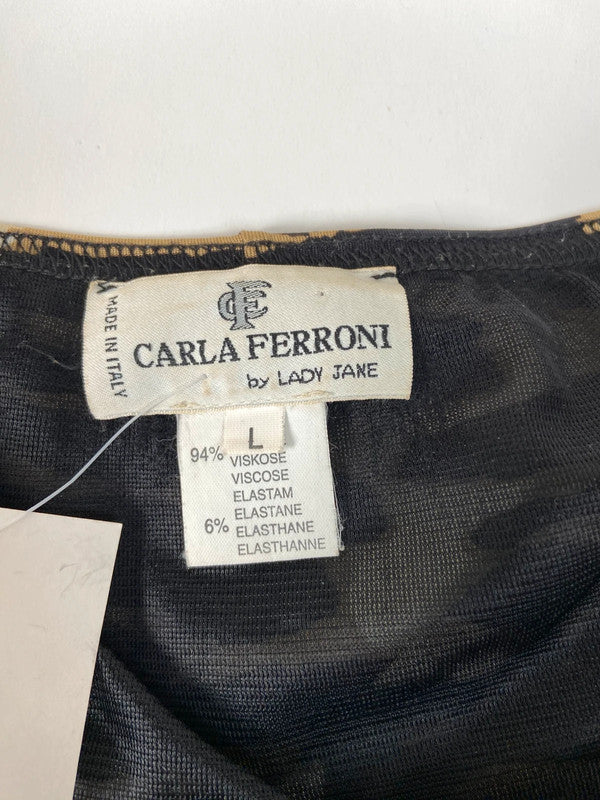 CF
CARLA FERRONI
by LADY JANE
MADE IN ITALY
L
94% VISKOSE
VISCOSE
ELASTAM
ELASTANE
6% ELASTHANE
ELASTHANNE